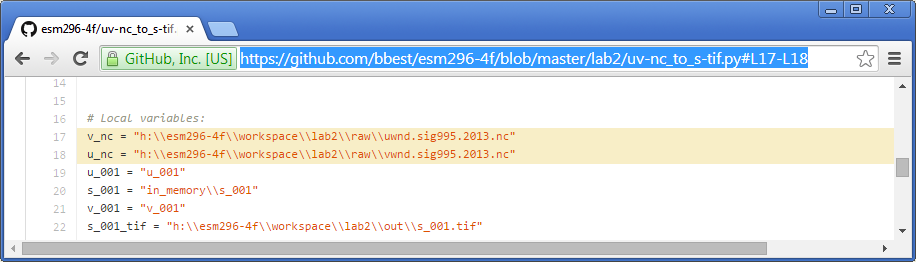 esm296-4f/uv-nc_to_s-tif.
GitHub, Inc. [US] https://github.com/bbest/esm296-4f/blob/master/lab2/uv-nc_to_s-tif.py#L17-L18
14
15
16 # Local variables:
17 v_nc = "h:\\esm296-4f\\workspace\\lab2\\raw\\uwnd.sig995.2013.nc"
18 u_nc = "h:\\esm296-4f\\workspace\\lab2\\raw\\vwnd.sig995.2013.nc"
19 u_001 = "u_001"
20 s_001 = "in_memory\\s_001"
21 v_001 = "v_001"
22 s_001_tif = "h:\\esm296-4f\\workspace\\lab2\\out\\s_001.tif"